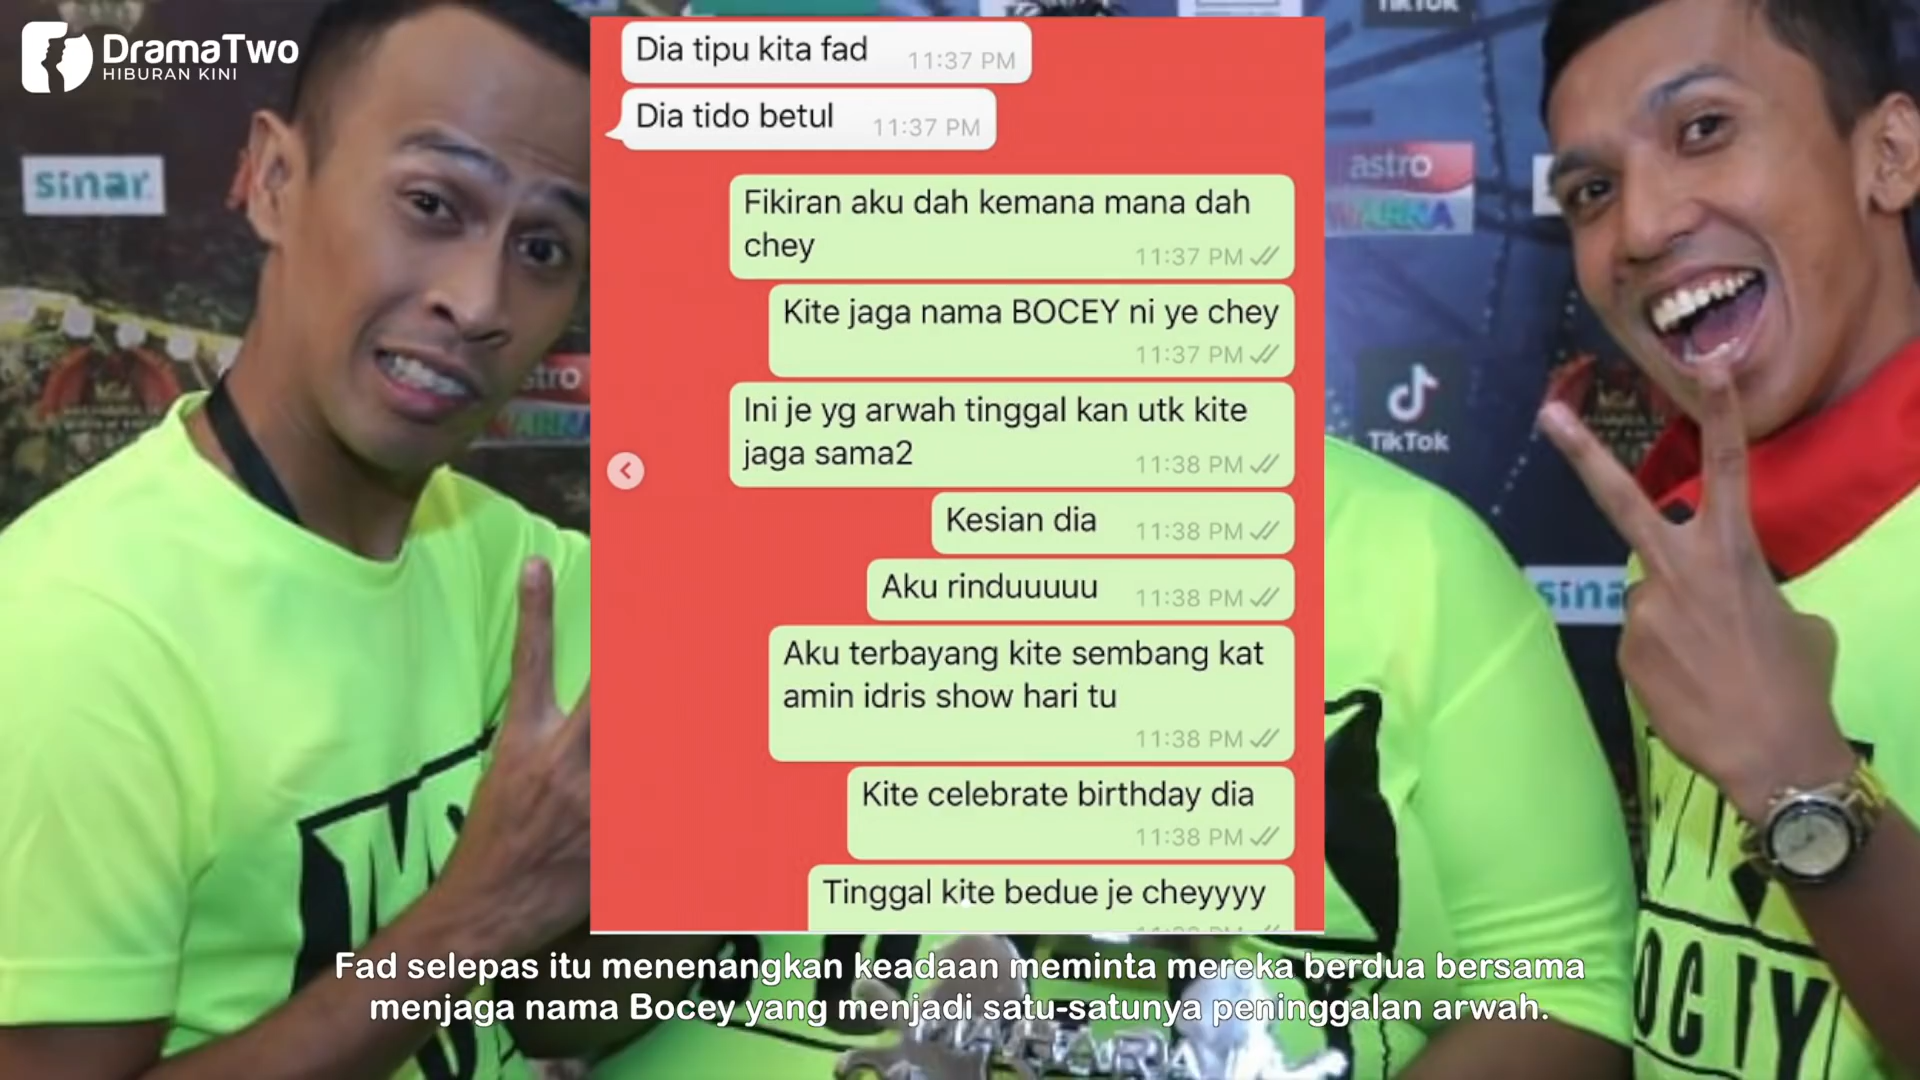 DramaTwo
HIBURAN KINI
TikTok
sinar
astro
WARNA
TikTok
Dia tipu kita fad 11:37 PM
Dia tido betul 11:37 PM
Fikiran aku dah kemana mana dah
chey 11:37 PM
Kite jaga nama BOCEY ni ye chey
11:37 PM
Ini je yg arwah tinggal kan utk kite
jaga sama2 11:38 PM
Kesian dia 11:38 PM
Aku rinduuuuu 11:38 PM
Aku terbayang kite sembang kat
amin idris show hari tu
11:38 PM
Kite celebrate birthday dia
11:38 PM
Tinggal kite bedue je cheyyyy
Fad selepas itu menenangkan keadaan meminta mereka berdua bersama
menjaga nama Bocey yang menjadi satu-satunya peninggalan arwah.